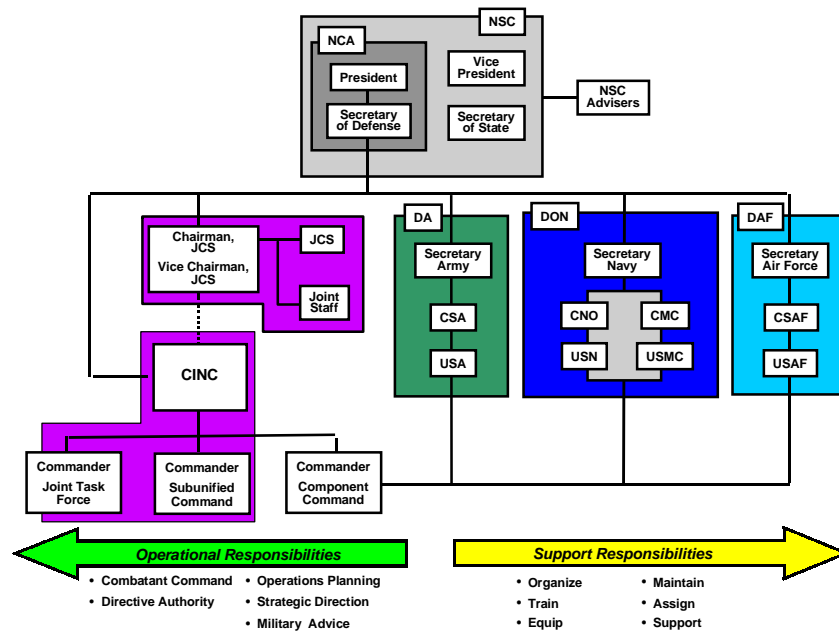 NSC
NCA
President
Secretary
of Defense
Vice
President
Secretary
of State
NSC
Advisers
Chairman,
JCS
Vice Chairman,
JCS
JCS
Joint
Staff
CINC
Commander
Joint Task
Force
Commander
Subunified
Command
Commander
Component
Command
DA
Secretary
Army
CSA
USA
DON
Secretary
Navy
CNO
CMC
USN
USMC
DAF
Secretary
Air Force
CSAF
USAF
Operational Responsibilities
• Combatant Command
• Directive Authority
• Operations Planning
• Strategic Direction
• Military Advice
Support Responsibilities
• Organize
• Train
• Equip
• Maintain
• Assign
• Support